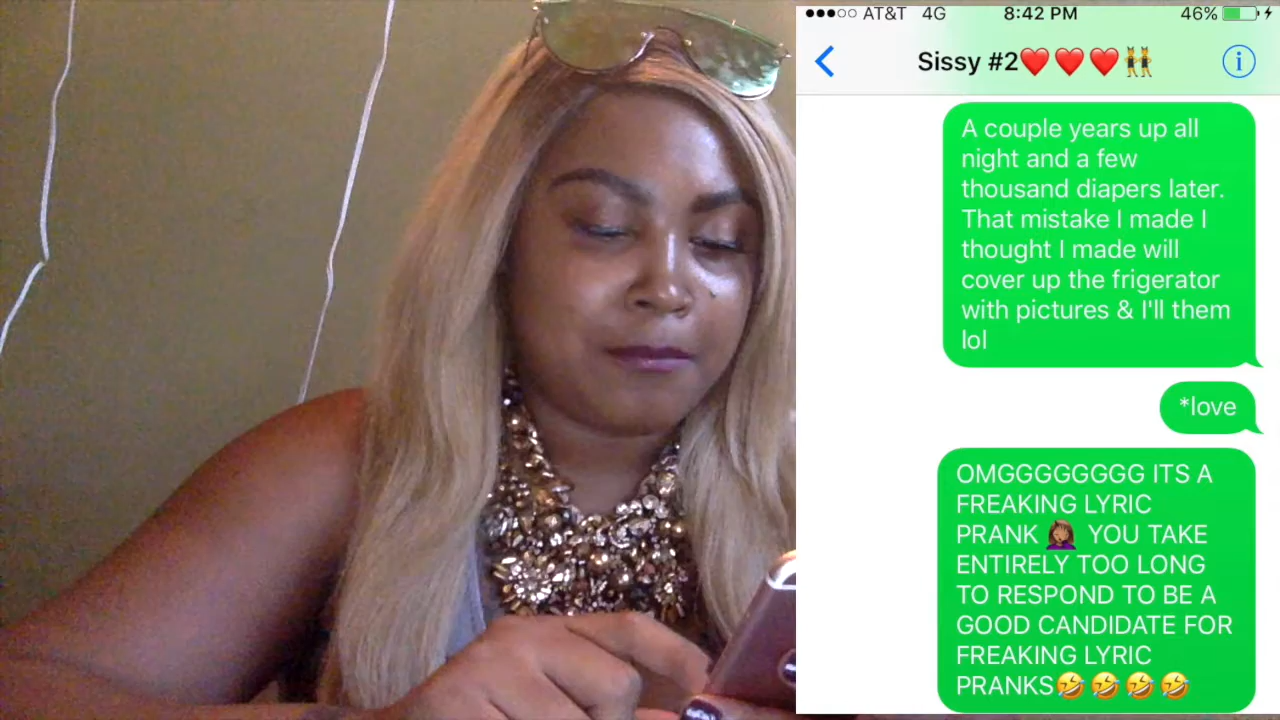 AT&T 4G 8:42 PM 46%
Sissy #2❤️❤️❤️👯
A couple years up all
night and a few
thousand diapers later.
That mistake I made I
thought I made will
cover up the frigerator
with pictures & I'll them
lol
*love
OMGGGGGGGG ITS A
FREAKING LYRIC
PRANK 🤦🏾‍♀️ YOU TAKE
ENTIRELY TOO LONG
TO RESPOND TO BE A
GOOD CANDIDATE FOR
FREAKING LYRIC
PRANKS🤣🤣🤣🤣